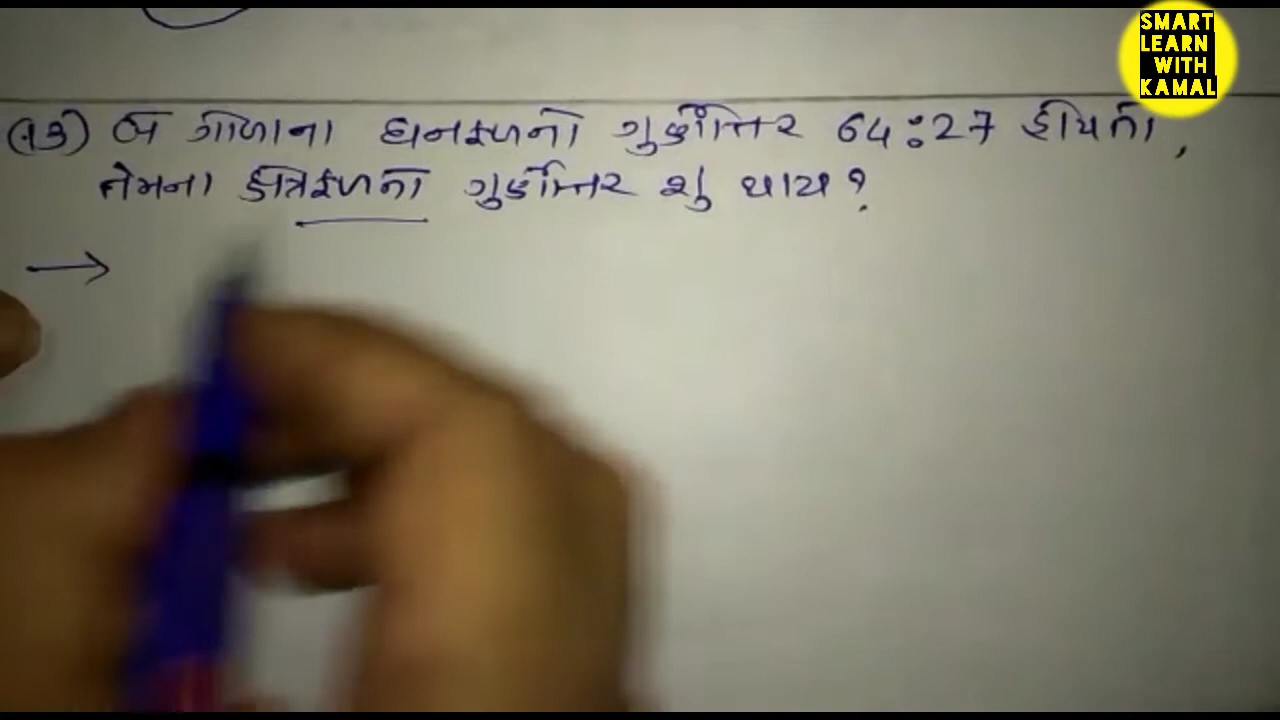 SMART
LEARN
WITH
KAMAL
(13) બે ગોળાના ઘનફળનો ગુણોત્તર 64:27 હોય તો,
તેમના ક્ષેત્રફળનો ગુણોત્તર શું થાય ?
→